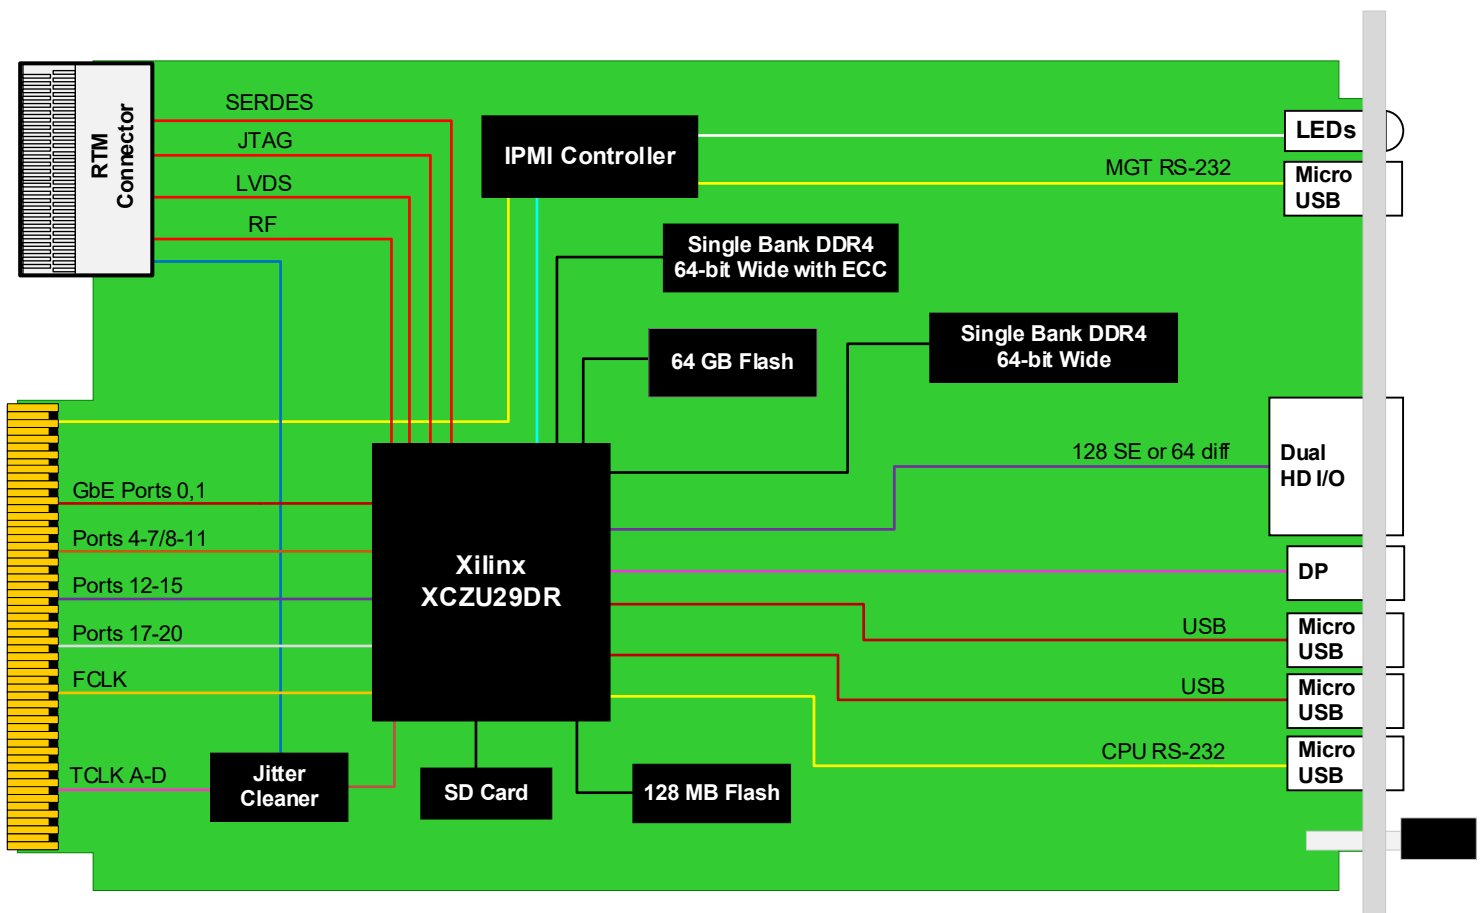 SERDES
JTAG
LVDS
RF
RTM
Connector
IPMI Controller
LEDs
MGT RS-232
Micro
USB
Single Bank DDR4
64-bit Wide with ECC
Single Bank DDR4
64-bit Wide
64 GB Flash
128 SE or 64 diff
Dual
HD I/O
GbE Ports 0,1
Ports 4-7/8-11
Ports 12-15
Ports 17-20
FCLK
TCLK A-D
Xilinx
XCZU29DR
DP
USB
Micro
USB
USB
Micro
USB
CPU RS-232
Micro
USB
Jitter
Cleaner
SD Card
128 MB Flash